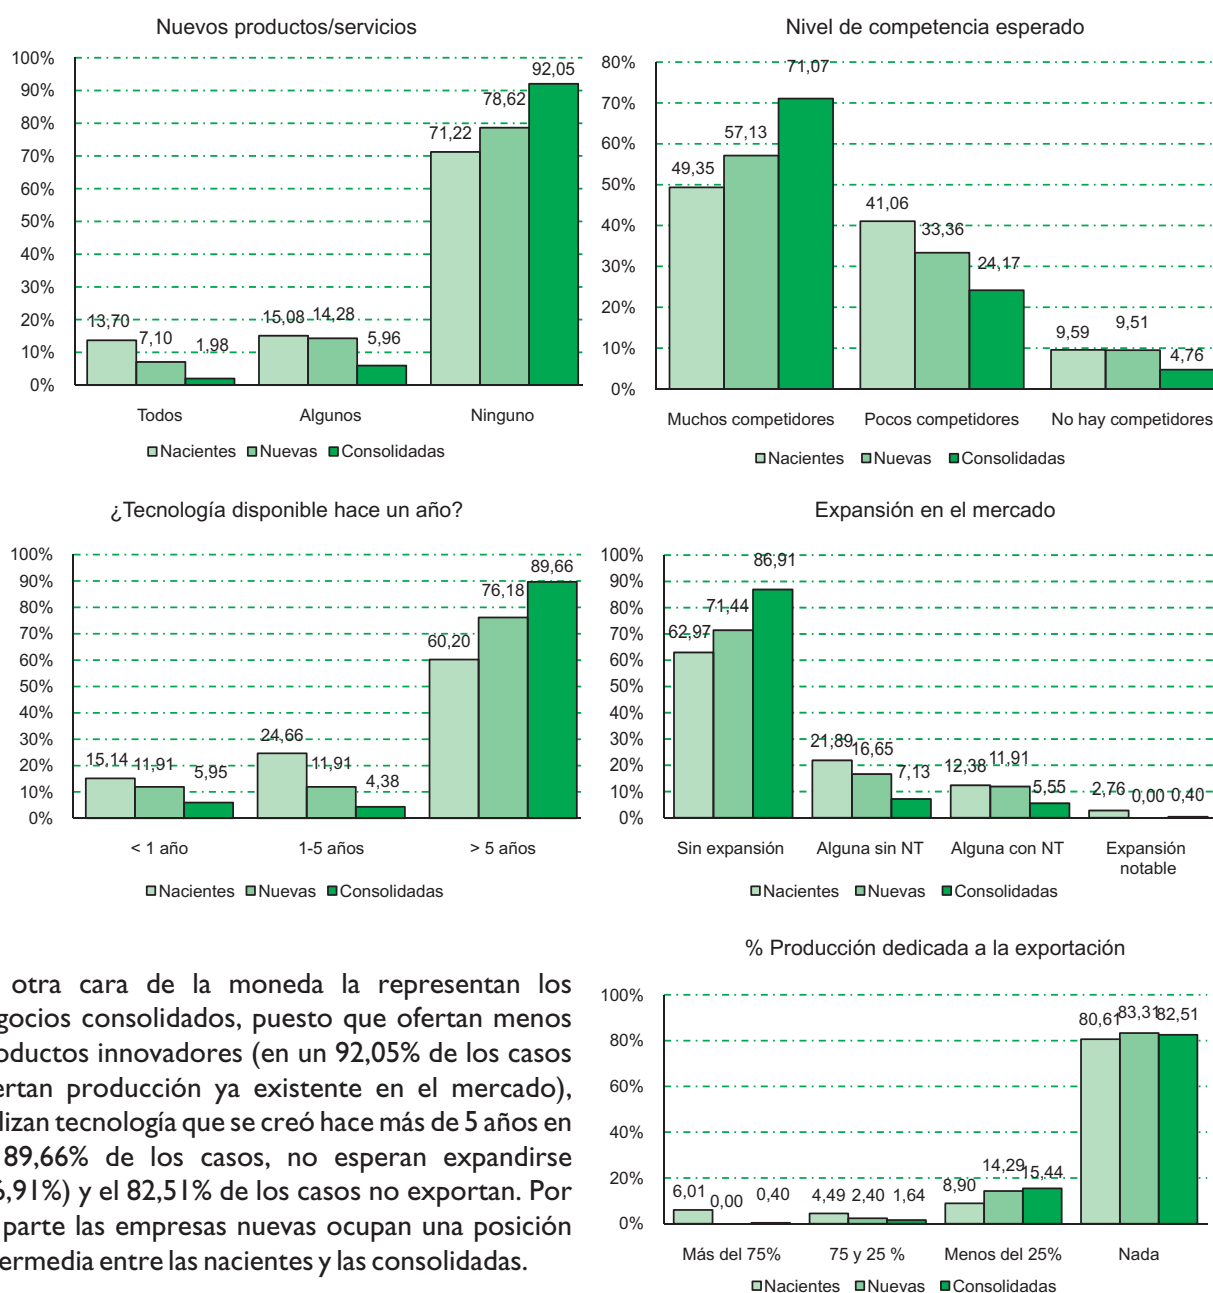 Nuevos productos/servicios
100%
90%
80%
70%
60%
50%
40%
30%
20%
10%
0%
13,70
7,10
1,98
15,08
14,28
5,96
71,22
78,62
92,05
Todos
Algunos
Ninguno
Nacientes
Nuevas
Consolidadas
Nivel de competencia esperado
80%
70%
60%
50%
40%
30%
20%
10%
0%
49,35
57,13
71,07
41,06
33,36
24,17
9,59
9,51
4,76
Muchos competidores
Pocos competidores
No hay competidores
Nacientes
Nuevas
Consolidadas
¿Tecnología disponible hace un año?
100%
90%
80%
70%
60%
50%
40%
30%
20%
10%
0%
15,14
11,91
5,95
24,66
11,91
4,38
60,20
76,18
89,66
< 1 año
1-5 años
> 5 años
Nacientes
Nuevas
Consolidadas
Expansión en el mercado
100%
90%
80%
70%
60%
50%
40%
30%
20%
10%
0%
62,97
71,44
86,91
21,89
16,65
7,13
12,38
11,91
5,55
2,76
0,00
0,40
Sin expansión
Alguna sin NT
Alguna con NT
Expansión
notable
Nacientes
Nuevas
Consolidadas
otra cara de la moneda la representan los
gocios consolidados, puesto que ofertan menos
oductos innovadores (en un 92,05% de los casos
ertan producción ya existente en el mercado),
lizan tecnología que se creó hace más de 5 años en
89,66% de los casos, no esperan expandirse
6,91%) y el 82,51% de los casos no exportan. Por
parte las empresas nuevas ocupan una posición
termedia entre las nacientes y las consolidadas.
% Producción dedicada a la exportación
100%
80%
60%
40%
20%
0%
6,01
0,00
0,40
4,49
2,40
1,64
8,90
14,29
15,44
80,61
83,31
82,51
Más del 75%
75 y 25 %
Menos del 25%
Nada
Nacientes
Nuevas
Consolidadas